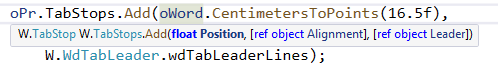 oPr.TabStops.Add(oWord.CentimetersToPoints(16.5f),
W.TabStop W.TabStops.Add(float Position, [ref object Alignment], [ref object Leader])
W.WdTabLeader.wdTabLeaderLines);